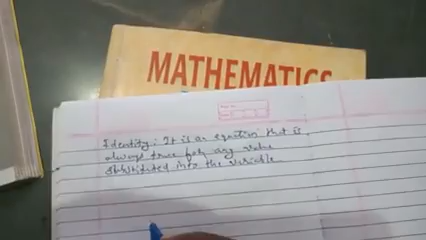 MATHEMATICS
Identity: It is an equation that is
always true for any value
substituted into the variable